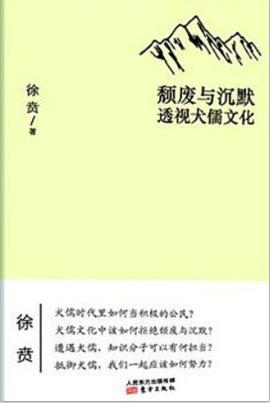 颓废与沉默
透视犬儒文化
徐贲/著
徐贲
犬儒时代里如何当积极的公民？
犬儒文化中该如何拒绝颓废与沉默？
遭遇犬儒，知识分子可以有何担当？
抵御犬儒，我们一起应该如何努力？
人民东方出版传媒
东方出版社